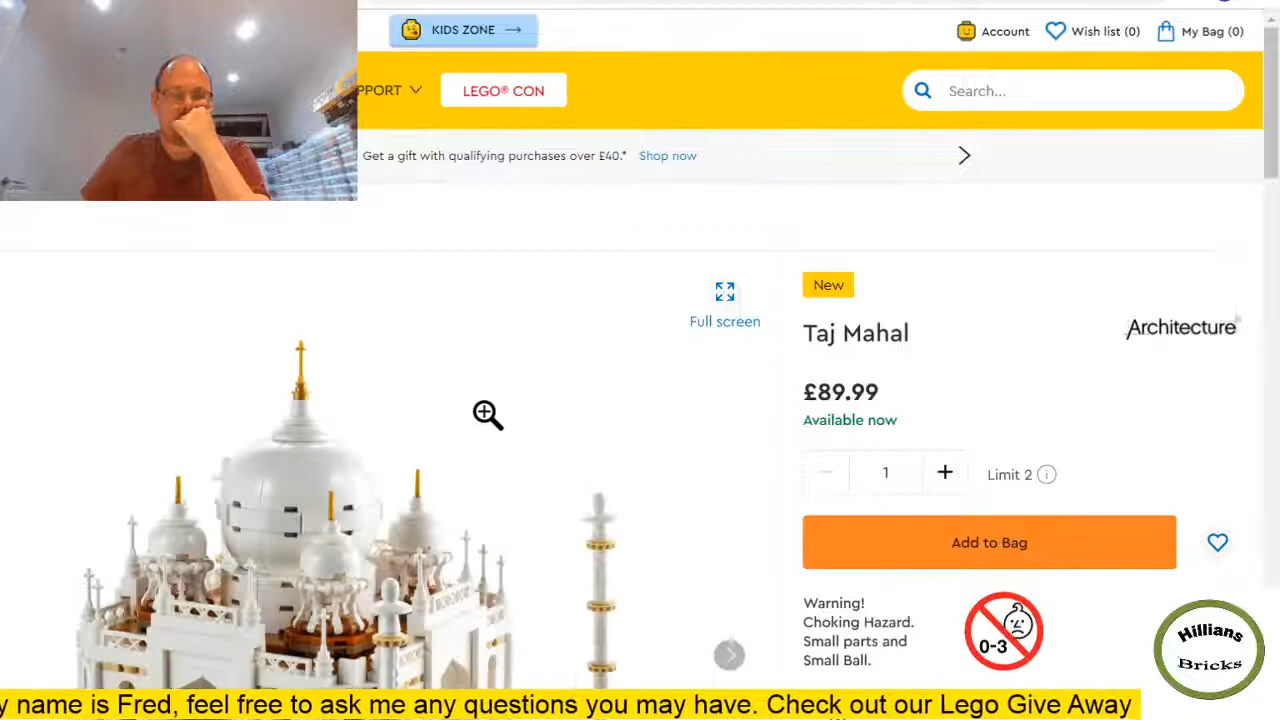 KIDS ZONE
Account
Wish list (0)
My Bag (0)
PPORT
LEGO® CON
Search...
Get a gift with qualifying purchases over £40.* Shop now
Full screen
New
Taj Mahal
Architecture
£89.99
Available now
1
Limit 2
Add to Bag
Warning!
Choking Hazard.
Small parts and
Small Ball.
0-3
Hillians
Bricks
y name is Fred, feel free to ask me any questions you may have. Check out our Lego Give Away